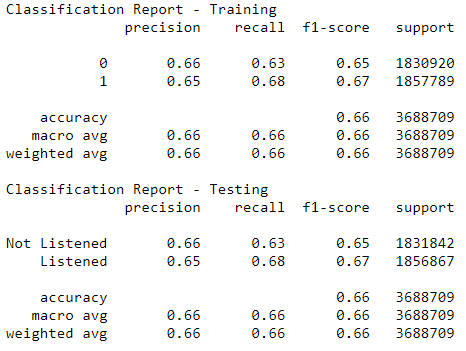 Classification Report - Training
precision recall f1-score support
0 0.66 0.63 0.65 1830920
1 0.65 0.68 0.67 1857789
accuracy 0.66 3688709
macro avg 0.66 0.66 0.66 3688709
weighted avg 0.66 0.66 0.66 3688709
Classification Report - Testing
precision recall f1-score support
Not Listened 0.66 0.63 0.65 1831842
Listened 0.65 0.68 0.67 1856867
accuracy 0.66 3688709
macro avg 0.66 0.66 0.66 3688709
weighted avg 0.66 0.66 0.66 3688709